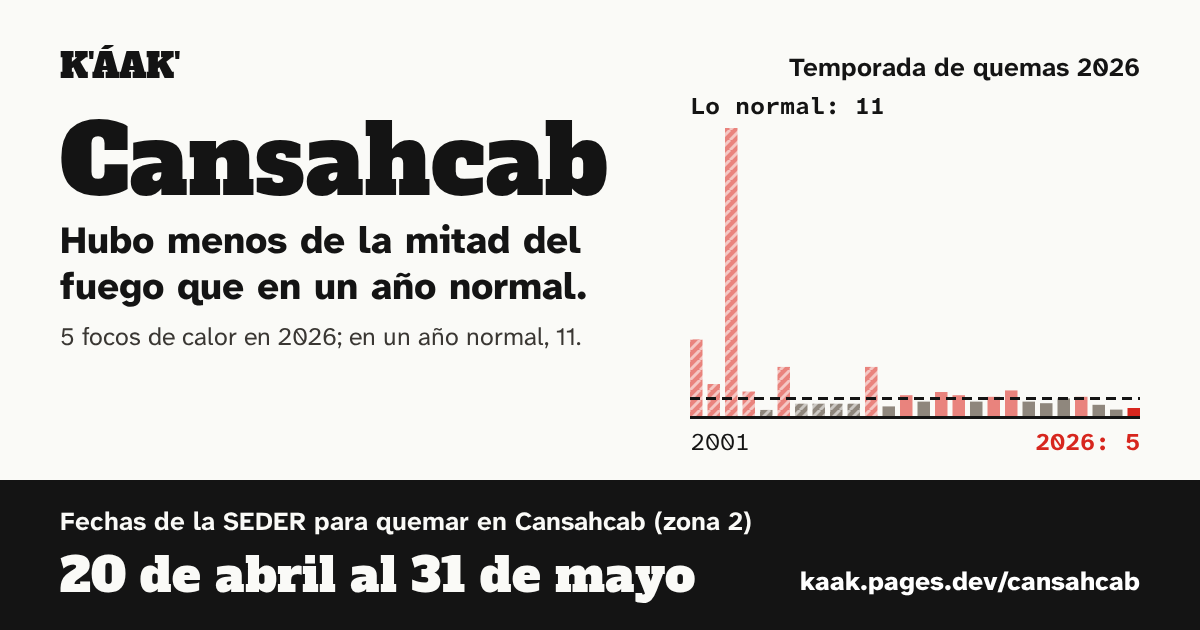 K'ÁAK'
Cansahcab
Hubo menos de la mitad del
fuego que en un año normal.
5 focos de calor en 2026; en un año normal, 11.
Temporada de quemas 2026
Lo normal: 11
2001
2026: 5
Fechas de la SEDER para quemar en Cansahcab (zona 2)
20 de abril al 31 de mayo
kaak.pages.dev/cansahcab